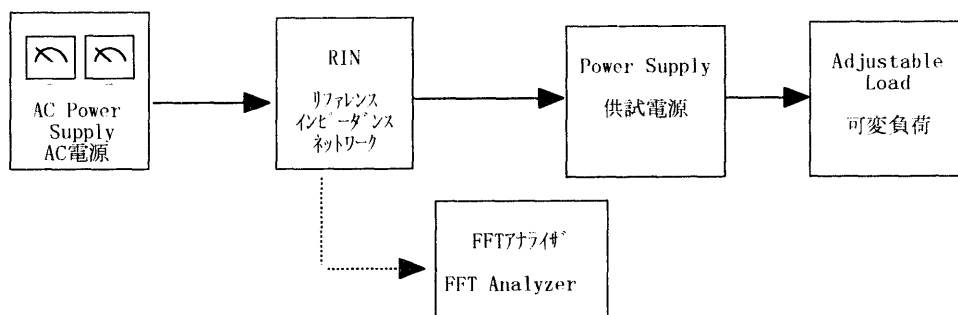 AC Power
Supply
AC電源
RIN
リファレンス
インピーダンス
ネットワーク
Power Supply
供試電源
Adjustable
Load
可変負荷
FFTアナライザ
FFT Analyzer